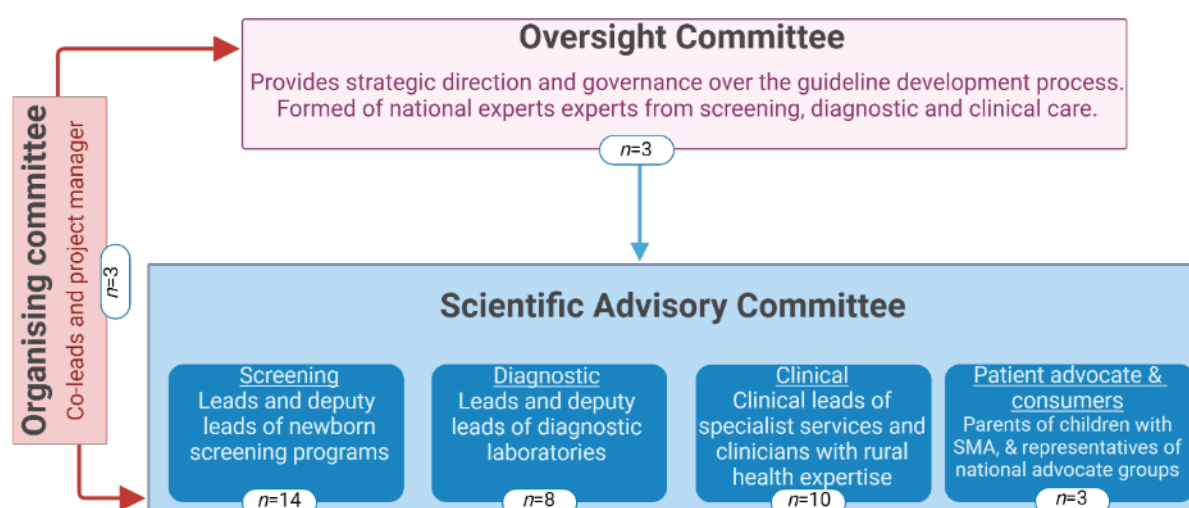 Oversight Committee
Provides strategic direction and governance over the guideline development process.
Formed of national experts experts from screening, diagnostic and clinical care.
n=3
Organising committee
Co-leads and project manager
n=3
Scientific Advisory Committee
Screening
Leads and deputy
leads of newborn
screening programs
n=14
Diagnostic
Leads and deputy
leads of diagnostic
laboratories
n=8
Clinical
Clinical leads of
specialist services and
clinicians with rural
health expertise
n=10
Patient advocate &
consumers
Parents of children with
SMA, & representatives of
national advocate groups
n=3